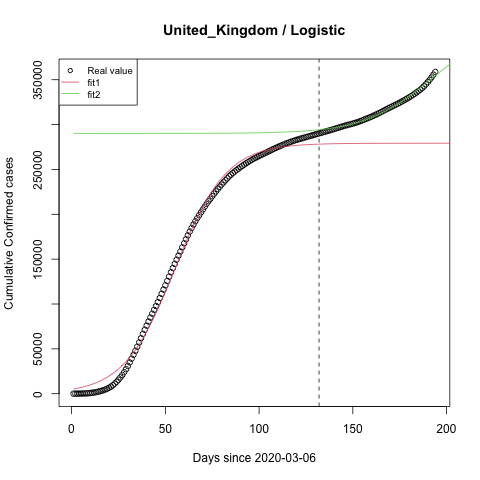 United_Kingdom / Logistic
Real value
fit1
fit2
Cumulative Confirmed cases
350000
250000
150000
50000
0
0 50 100 150 200
Days since 2020-03-06